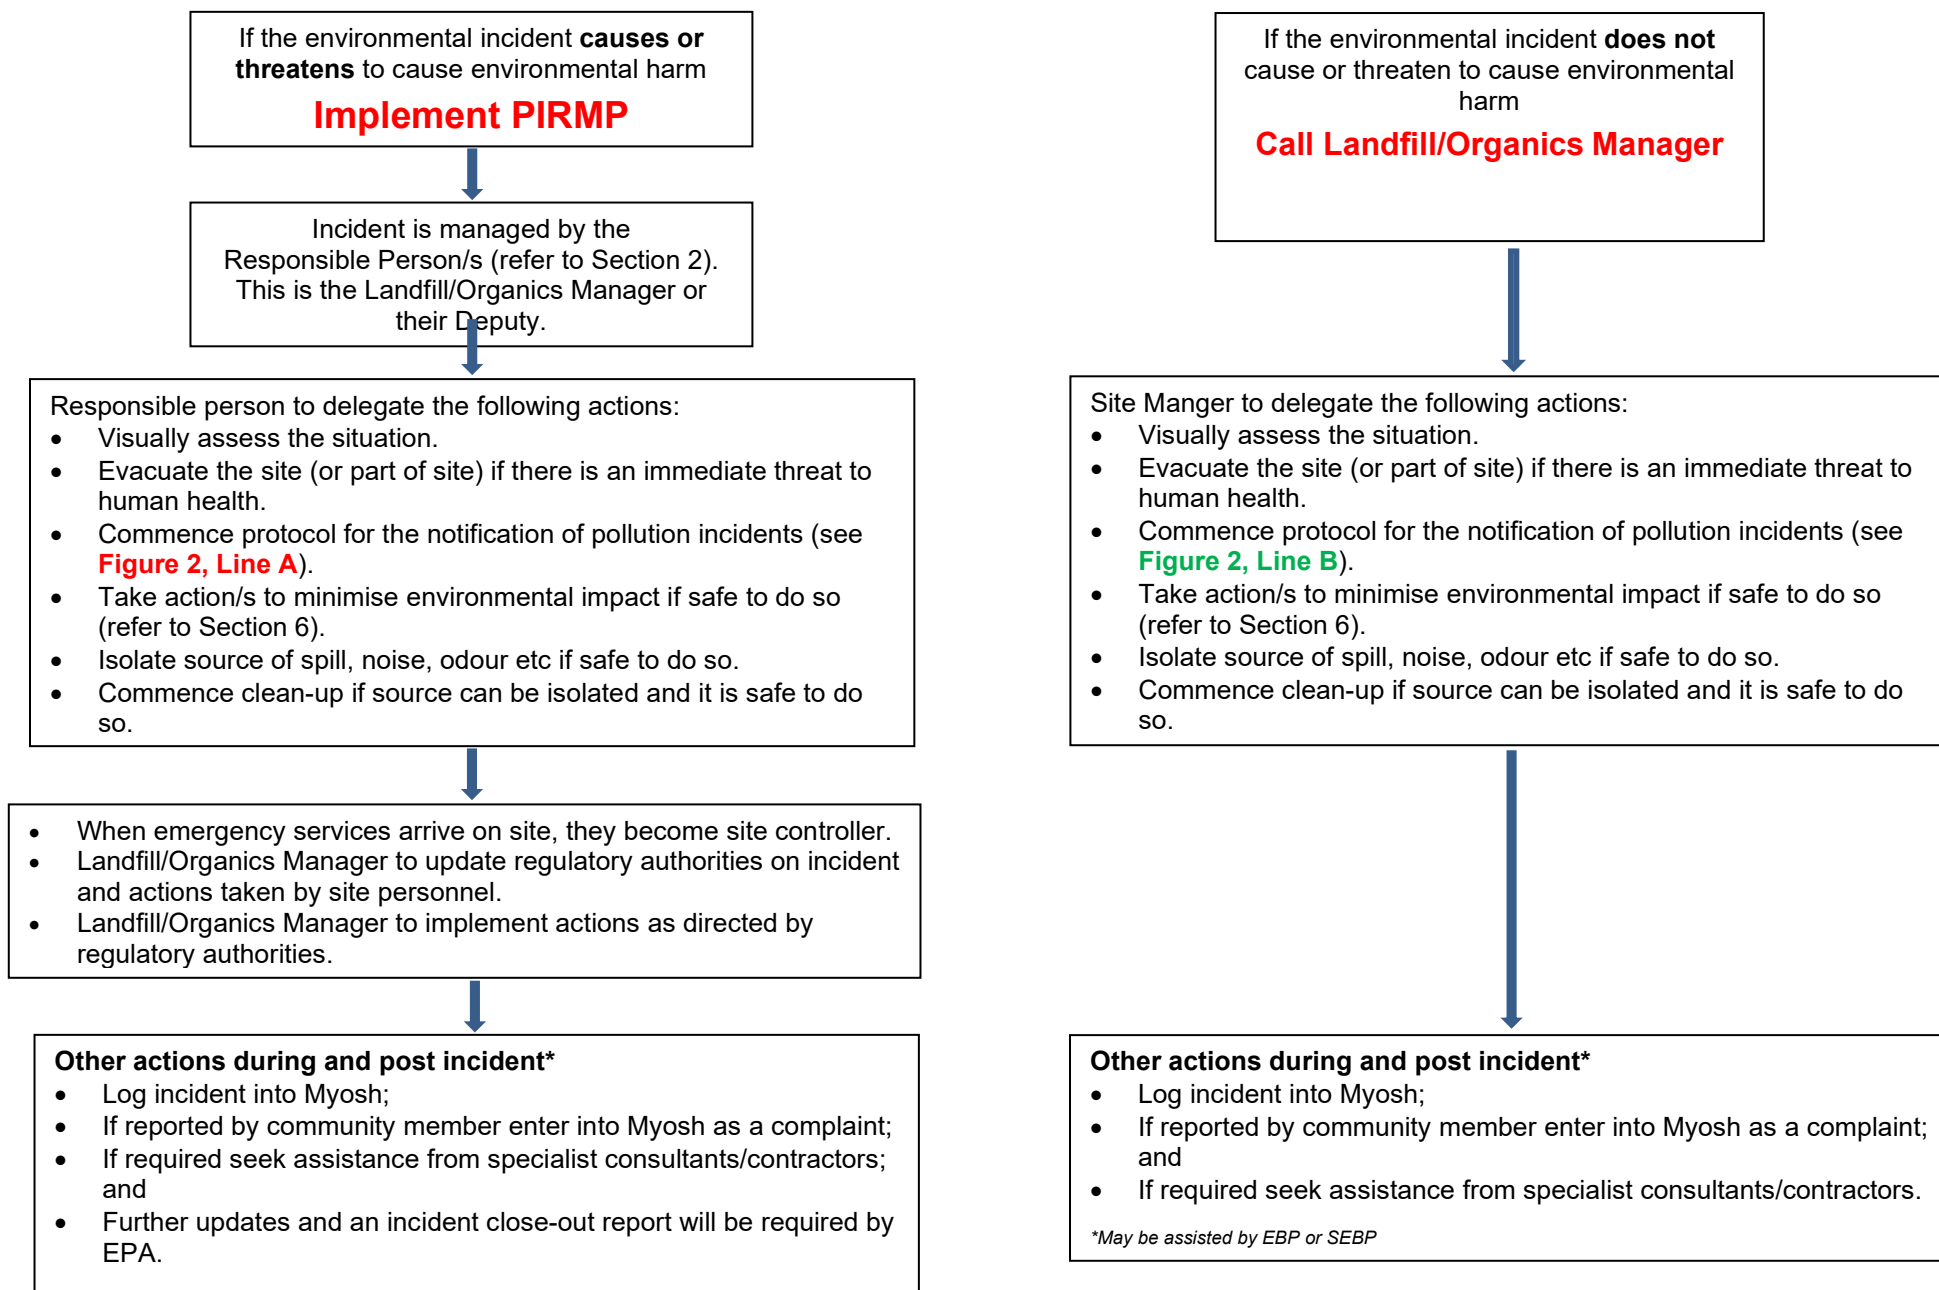 If the environmental incident causes or
threatens to cause environmental harm
Implement PIRMP
Incident is managed by the
Responsible Person/s (refer to Section 2).
This is the Landfill/Organics Manager or
their Deputy.
Responsible person to delegate the following actions:
• Visually assess the situation.
• Evacuate the site (or part of site) if there is an immediate threat to
human health.
• Commence protocol for the notification of pollution incidents (see
Figure 2, Line A).
• Take action/s to minimise environmental impact if safe to do so
(refer to Section 6).
• Isolate source of spill, noise, odour etc if safe to do so.
• Commence clean-up if source can be isolated and it is safe to do
so.
• When emergency services arrive on site, they become site controller.
• Landfill/Organics Manager to update regulatory authorities on incident
and actions taken by site personnel.
• Landfill/Organics Manager to implement actions as directed by
regulatory authorities.
Other actions during and post incident*
• Log incident into Myosh;
• If reported by community member enter into Myosh as a complaint;
• If required seek assistance from specialist consultants/contractors;
and
• Further updates and an incident close-out report will be required by
EPA.
If the environmental incident does not
cause or threaten to cause environmental
harm
Call Landfill/Organics Manager
Site Manger to delegate the following actions:
• Visually assess the situation.
• Evacuate the site (or part of site) if there is an immediate threat to
human health.
• Commence protocol for the notification of pollution incidents (see
Figure 2, Line B).
• Take action/s to minimise environmental impact if safe to do so
(refer to Section 6).
• Isolate source of spill, noise, odour etc if safe to do so.
• Commence clean-up if source can be isolated and it is safe to do
so.
Other actions during and post incident*
• Log incident into Myosh;
• If reported by community member enter into Myosh as a complaint;
and
• If required seek assistance from specialist consultants/contractors.
*May be assisted by EBP or SEBP